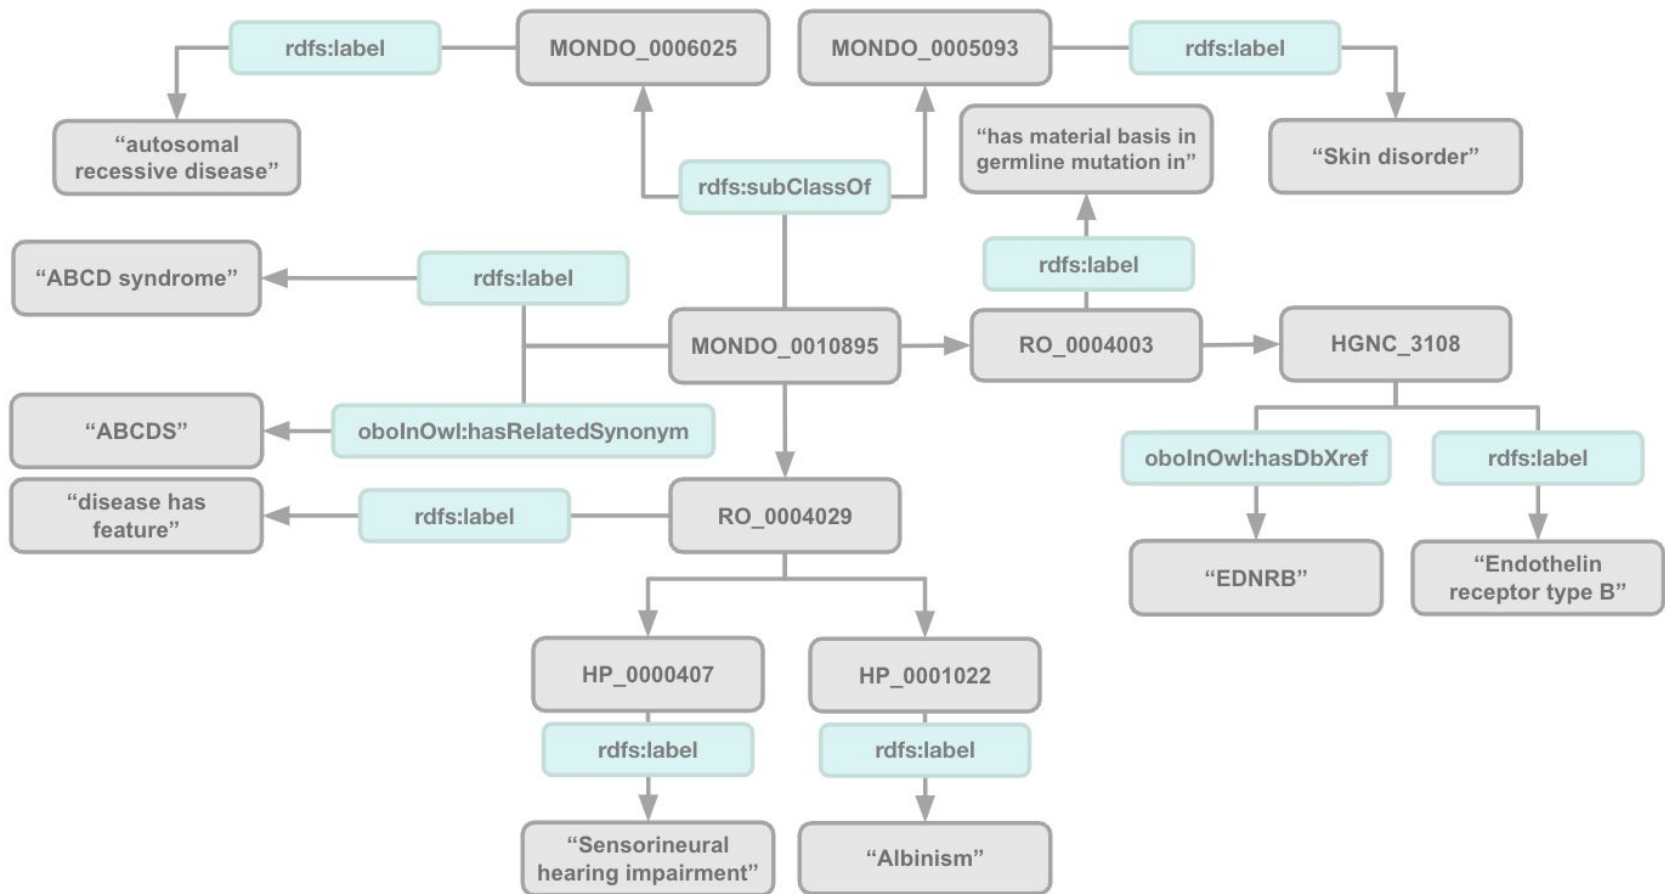 rdfs:label
MONDO_0006025
MONDO_0005093
rdfs:label
“autosomal
recessive disease”
“has material basis in
germline mutation in”
“Skin disorder”
rdfs:subClassOf
“ABCD syndrome”
rdfs:label
rdfs:label
MONDO_0010895
RO_0004003
HGNC_3108
“ABCDS”
oboInOwl:hasRelatedSynonym
oboInOwl:hasDbXref
rdfs:label
“disease has
feature”
rdfs:label
RO_0004029
“EDNRB”
“Endothelin
receptor type B”
HP_0000407
HP_0001022
rdfs:label
rdfs:label
“Sensorineural
hearing impairment”
“Albinism”